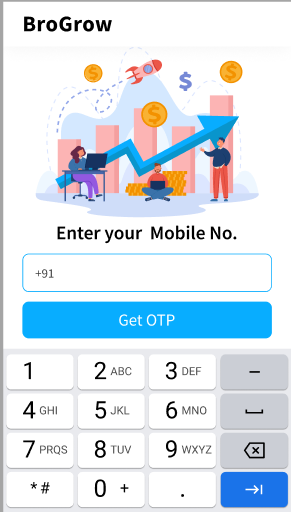 BroGrow
Enter your Mobile No.
+91
Get OTP
1 2 ABC 3 DEF –
4 GHI 5 JKL 6 MNO
7 PRQS 8 TUV 9 WXYZ
*# 0 + .